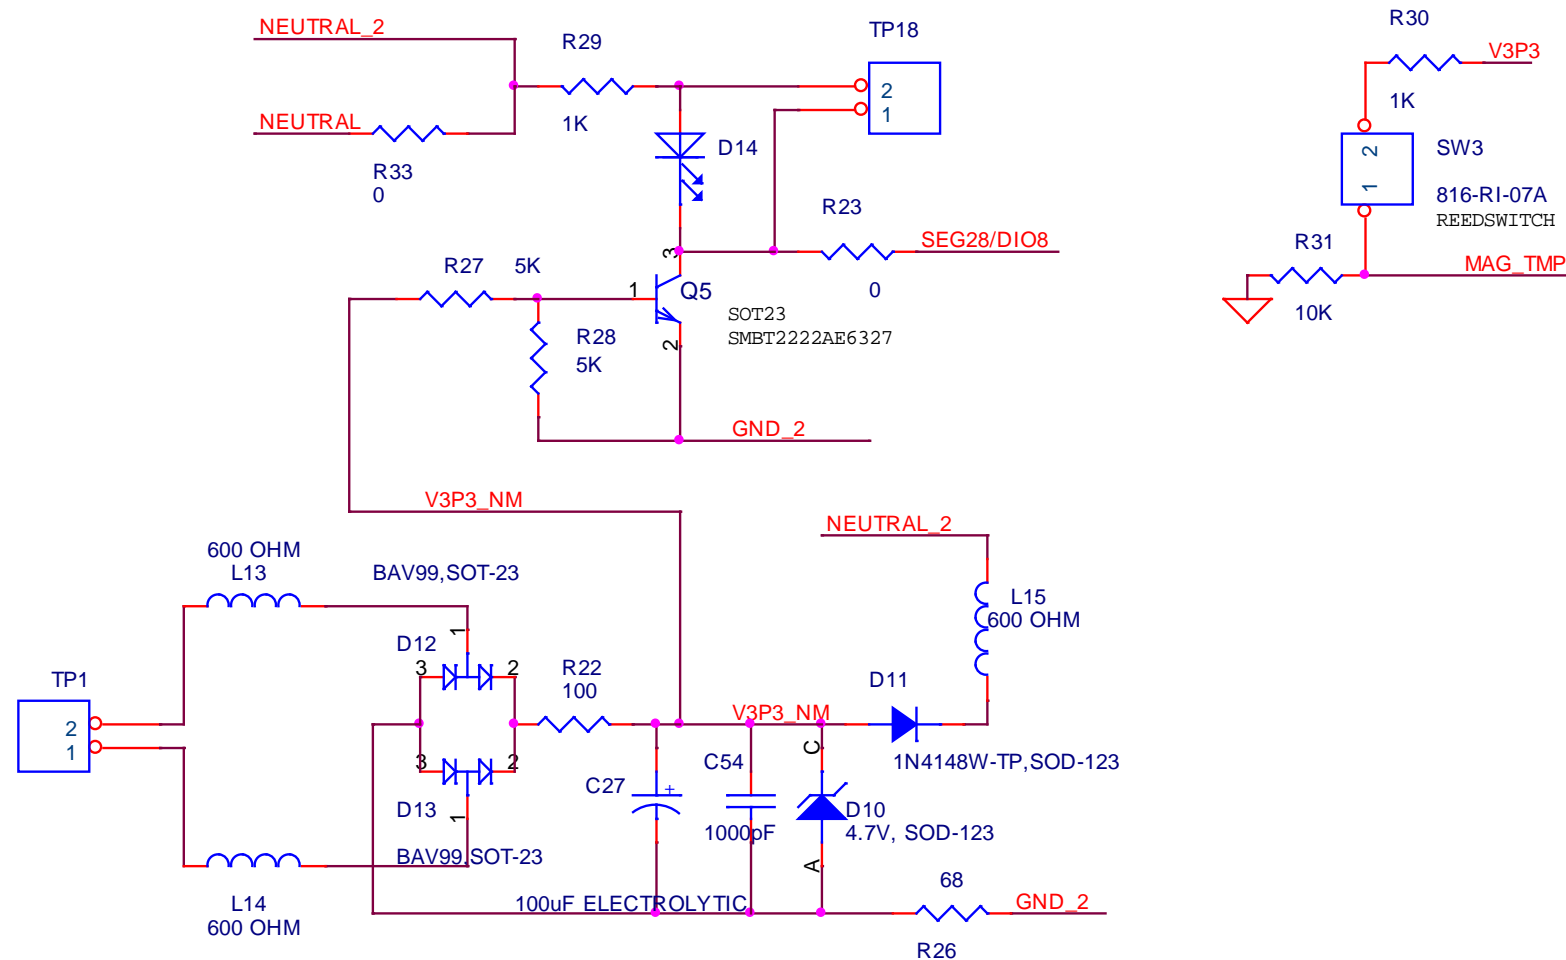 NEUTRAL_2
R29
TP18
R30
V3P3
2
1
1K
NEUTRAL
1K
D14
2
1
SW3
R33
0
816-RI-07A
REEDSWITCH
R23
SEG28/DIO8
R31
MAG_TMP
R27
5K
3
1
Q5
0
10K
SOT23
SMBT2222AE6327
R28
5K
2
GND_2
V3P3_NM
NEUTRAL_2
600 OHM
L13
BAV99,SOT-23
L15
600 OHM
1
D12
3
2
R22
100
TP1
D11
2
1
V3P3_NM
C
3
2
C54
1N4148W-TP,SOD-123
C27
+
D13
1
D10
1000pF
4.7V, SOD-123
BAV99,SOT-23
A
68
L14
600 OHM
100uF ELECTROLYTIC
GND_2
R26